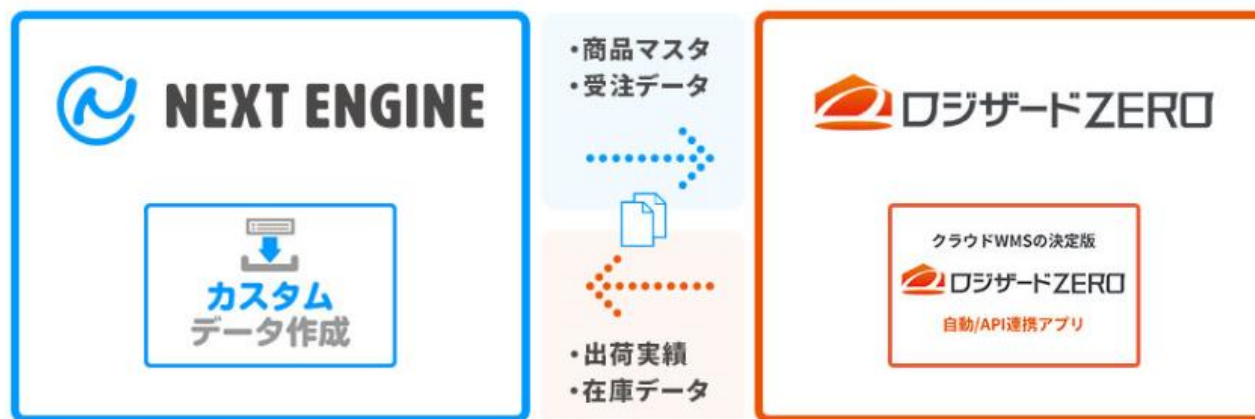 NEXT ENGINE
カスタム
データ作成
・商品マスタ
・受注データ
・出荷実績
・在庫データ
ロジザードZERO
クラウドWMSの決定版
ロジザードZERO
自動/API連携アプリ